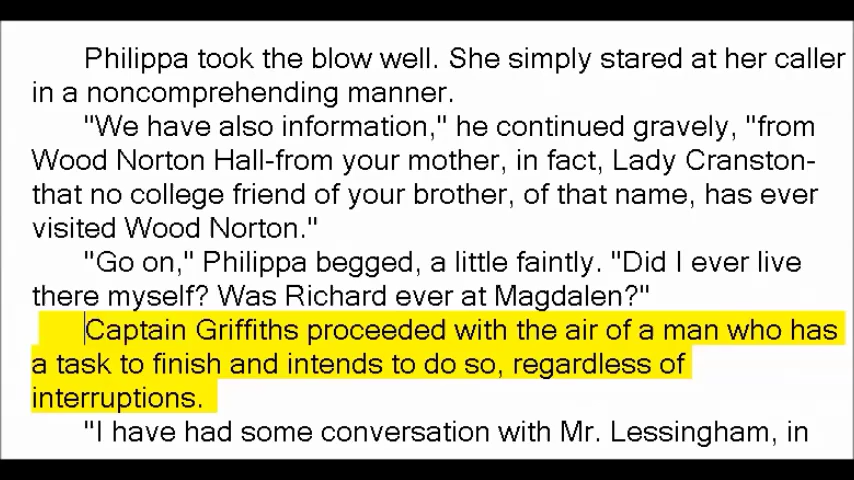 Philippa took the blow well. She simply stared at her caller
in a noncomprehending manner.
"We have also information," he continued gravely, "from
Wood Norton Hall-from your mother, in fact, Lady Cranston-
that no college friend of your brother, of that name, has ever
visited Wood Norton."
"Go on," Philippa begged, a little faintly. "Did I ever live
there myself? Was Richard ever at Magdalen?"
Captain Griffiths proceeded with the air of a man who has
a task to finish and intends to do so, regardless of
interruptions.
"I have had some conversation with Mr. Lessingham, in